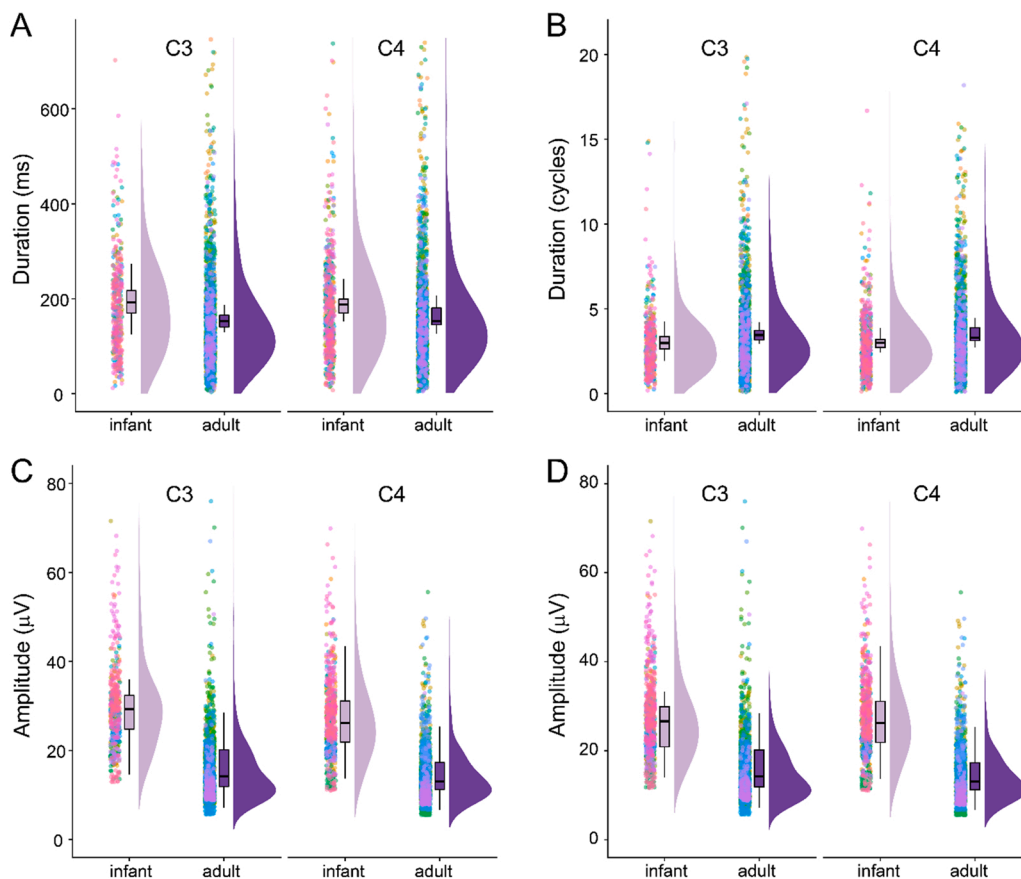 A
C3
C4
Duration (ms)
600
400
200
0
infant
adult
infant
adult
B
C3
C4
Duration (cycles)
20
15
10
5
0
infant
adult
infant
adult
C
C3
C4
Amplitude (μV)
80
60
40
20
0
infant
adult
infant
adult
D
C3
C4
Amplitude (μV)
80
60
40
20
0
infant
adult
infant
adult